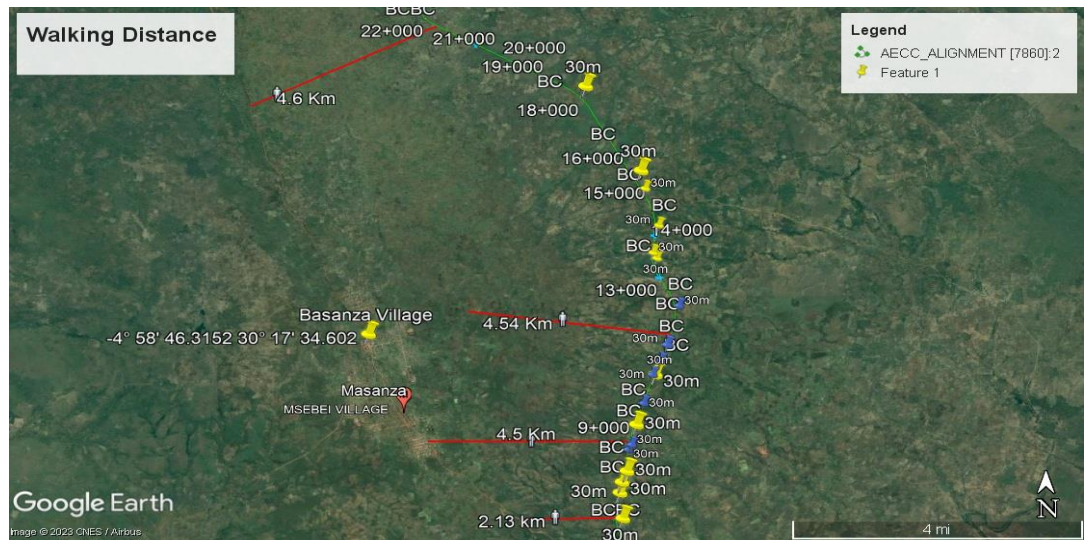 Walking Distance
Legend
AECC_ALIGNMENT [7860]:2
Feature 1
BCBC
22+000
21+000
20+000
19+000
30m
BC
18+000
4.6 Km
BC
16+000
30m
BC
30m
15+000
BC
30m
14+000
BC
30m
30m
BC
13+000
BC
30m
4.54 Km
BC
30m
BC
Basanza Village
-4° 58' 46.3152 30° 17' 34.602
30m
30m
30m
BC
30m
Masanza
MSEBEI VILLAGE
BC
9+000
30m
4.5 Km
30m
BC
30m
BC
30m
30m
30m
2.13 km
30m
Google Earth
Image © 2023 CNES / Airbus
N
4 mi